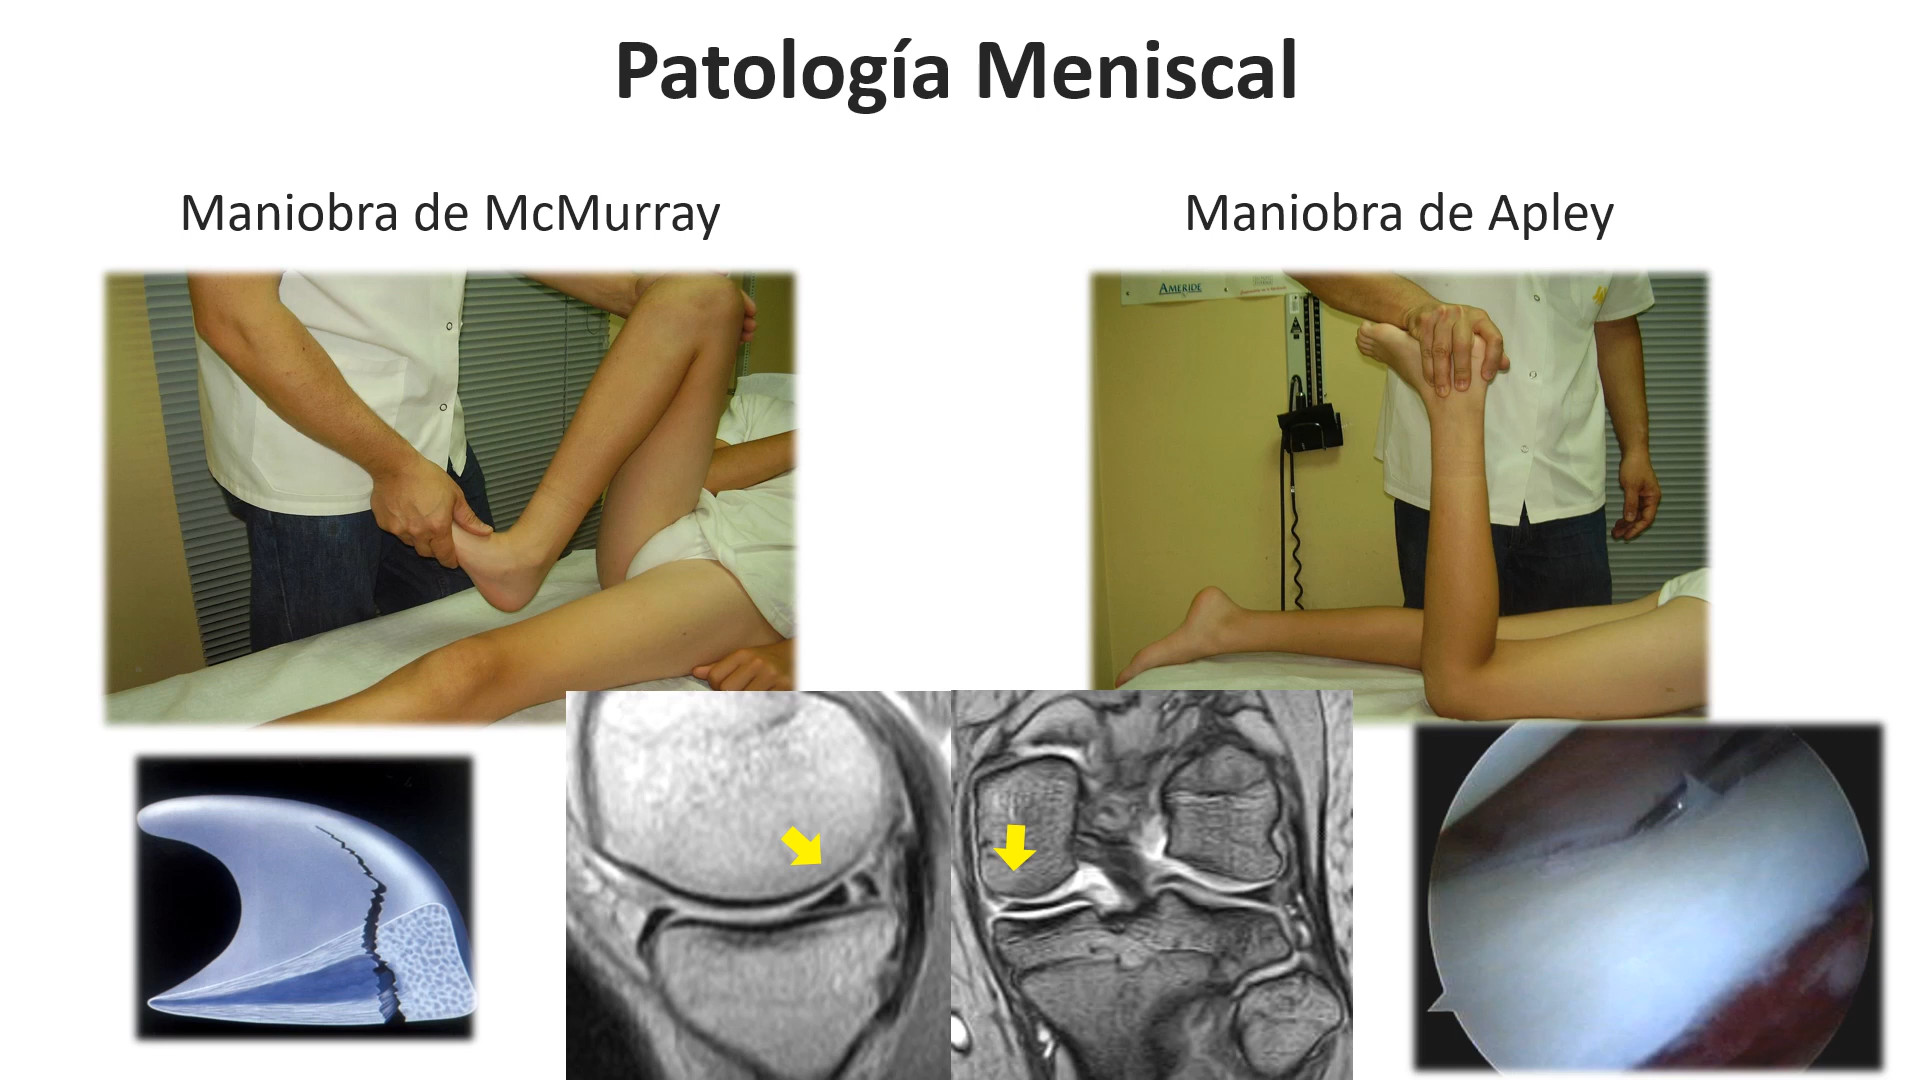 Patología Meniscal
Maniobra de McMurray
Maniobra de Apley
AMERIDE